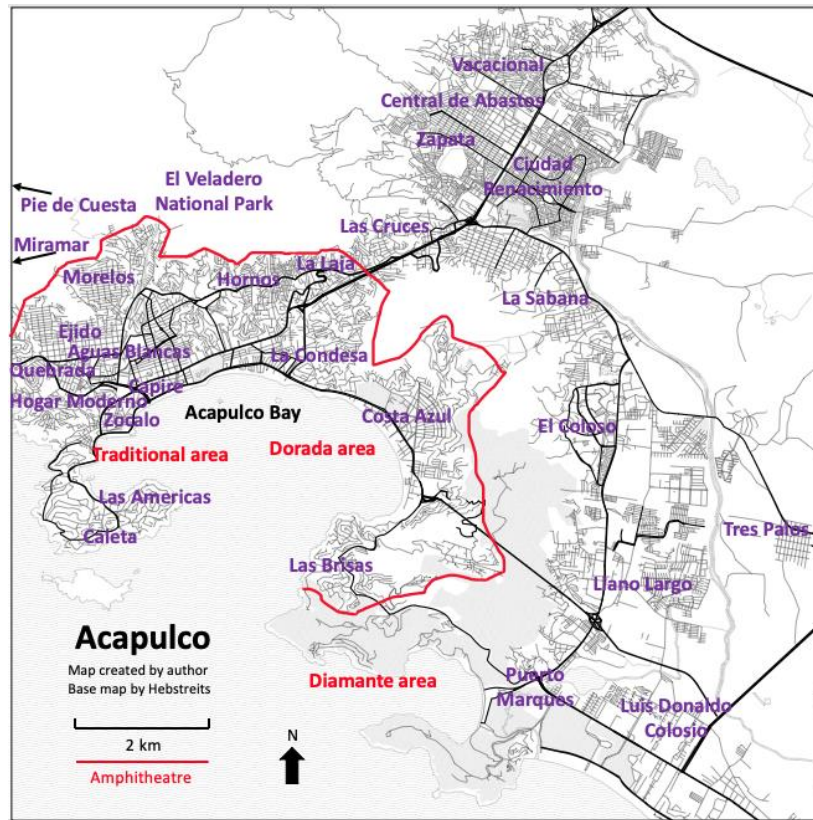 Vacacional
Central de Abastos
Zapata
Ciudad
Renacimiento
El Veladero
National Park
Pie de Cuesta
Las Cruces
Miramar
La Laja
Morelos
Hornos
La Sabana
Ejido
Aguas Blancas
La Condesa
Quebrada
Hogar Moderno
Sapire
Zocalo
Acapulco Bay
Costa Azul
El Coloso
Traditional area
Dorada area
Las Americas
Caleta
Tres Palos
Las Brisas
Llano Largo
Acapulco
Map created by author
Base map by Hebstreits
Diamante area
Puerto
Marques
Luis Donaldo
Colosio
2 km
N
Amphitheatre